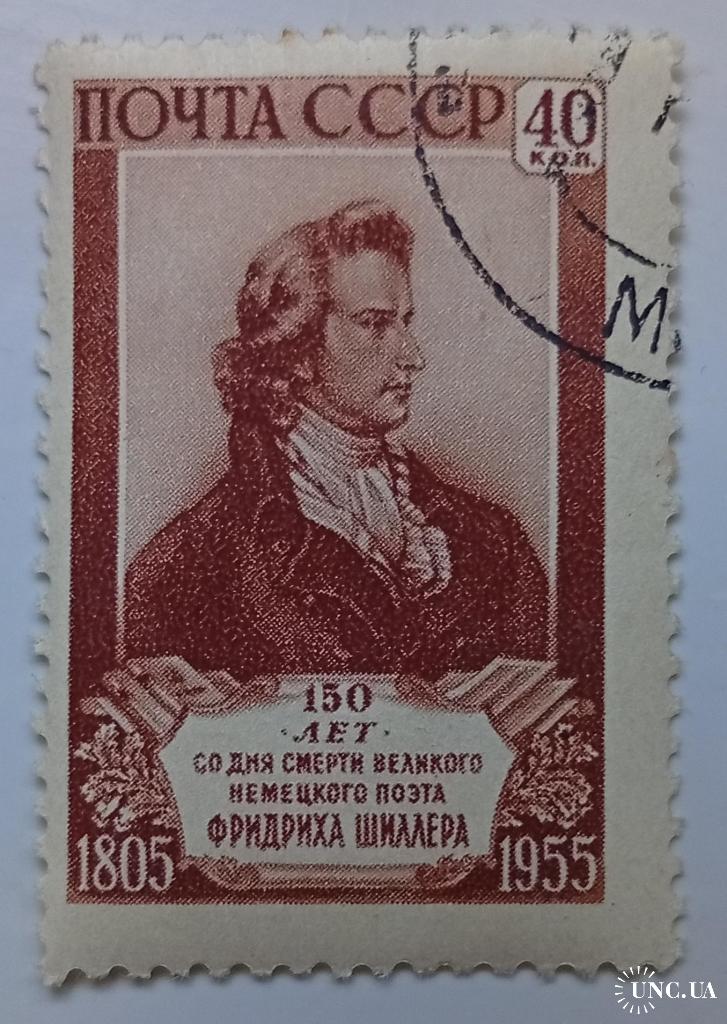 ПОЧТА СССР
40
коп.
М
150
ЛЕТ
СО ДНЯ СМЕРТИ ВЕЛИКОГО
НЕМЕЦКОГО ПОЭТА
ФРИДРИХА ШИЛЛЕРА
1805 1955
UNC.UA